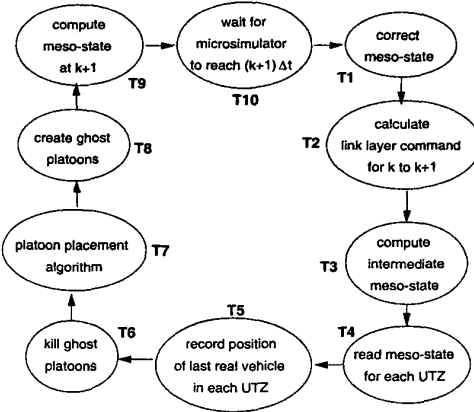 compute
meso-state
at k+1
T9
wait for
microsimulator
to reach (k+1) Δt
T10
correct
meso-state
T1
calculate
link layer command
for k to k+1
T2
compute
intermediate
meso-state
T3
read meso-state
for each UTZ
T4
record position
of last real vehicle
in each UTZ
T5
kill ghost
platoons
T6
platoon placement
algorithm
T7
create ghost
platoons
T8